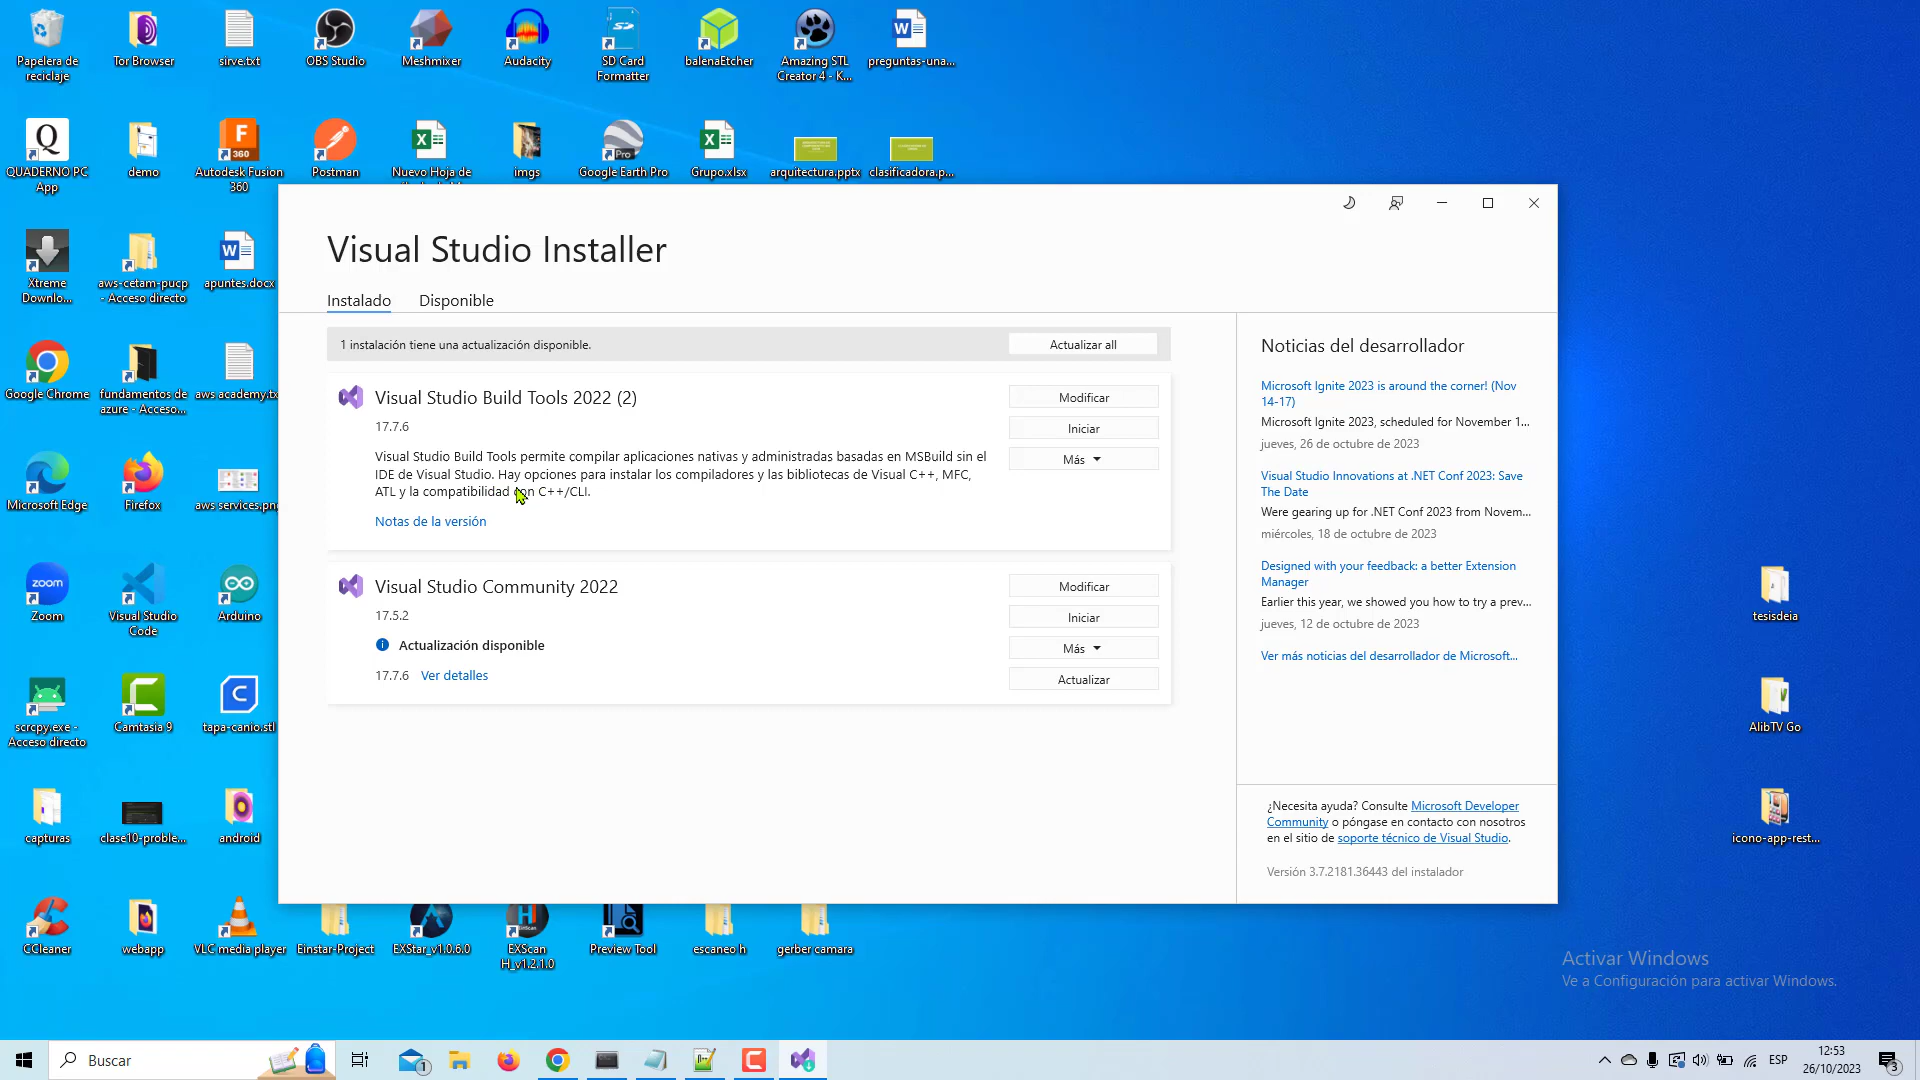 Papelera de
reciclaje
Tor Browser
sirve.txt
OBS Studio
Meshmixer
Audacity
SD Card
Formatter
balenaEtcher
Amazing STL
Creator 4 - K...
preguntas-una...
QUADERNO PC
App
demo
Autodesk Fusion
360
Postman
Nuevo Hoja de
imgs
Google Earth Pro
Grupo.xlsx
arquitectura.pptx
clasificadora.p...
Xtreme
Downlo...
aws-cetam-pucp
- Acceso directo
apuntes.docx
Google Chrome
fundamentos de
azure - Acceso...
aws academy.tx
Microsoft Edge
Firefox
aws services.png
Zoom
Visual Studio
Code
Arduino
scrcpy.exe -
Acceso directo
Camtasia 9
tapa-canio.stl
capturas
clase10-proble...
android
CCleaner
webapp
VLC media player
Einstar-Project
EXStar_v1.0.6.0
EXScan
H_v1.2.1.0
Preview Tool
escaneo h
gerber camara
tesisdeia
AlibTV Go
icono-app-rest...
Visual Studio Installer
Instalado
Disponible
1 instalación tiene una actualización disponible.
Actualizar all
Visual Studio Build Tools 2022 (2)
17.7.6
Visual Studio Build Tools permite compilar aplicaciones nativas y administradas basadas en MSBuild sin el
IDE de Visual Studio. Hay opciones para instalar los compiladores y las bibliotecas de Visual C++, MFC,
ATL y la compatibilidad con C++/CLI.
Notas de la versión
Modificar
Iniciar
Más
Visual Studio Community 2022
17.5.2
Actualización disponible
17.7.6 Ver detalles
Modificar
Iniciar
Más
Actualizar
Noticias del desarrollador
Microsoft Ignite 2023 is around the corner! (Nov
14-17)
Microsoft Ignite 2023, scheduled for November 1...
jueves, 26 de octubre de 2023
Visual Studio Innovations at .NET Conf 2023: Save
The Date
Were gearing up for .NET Conf 2023 from Novem...
miércoles, 18 de octubre de 2023
Designed with your feedback: a better Extension
Manager
Earlier this year, we showed you how to try a prev...
jueves, 12 de octubre de 2023
Ver más noticias del desarrollador de Microsoft...
¿Necesita ayuda? Consulte Microsoft Developer
Community o póngase en contacto con nosotros
en el sitio de soporte técnico de Visual Studio.
Versión 3.7.2181.36443 del instalador
Activar Windows
Ve a Configuración para activar Windows.
Buscar
1
ESP
12:53
26/10/2023
3